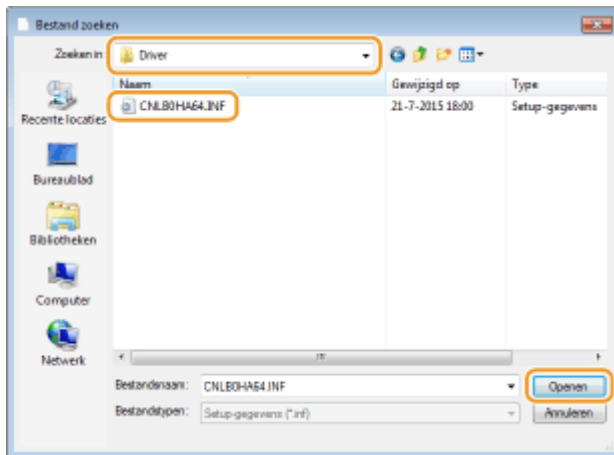 Bestand zoeken
Zoeken in
Driver
Naam
Gewijzigd op
Type
CNLB0HA64.INF
21-7-2015 18:00
Setup-gegevens
Recente locaties
Bureaublad
Bibliotheken
Computer
Netwerk
Bestandsnaam:
CNLB0HA64.INF
Openen
Bestandstypen:
Setup-gegevens (*.inf)
Annuleren